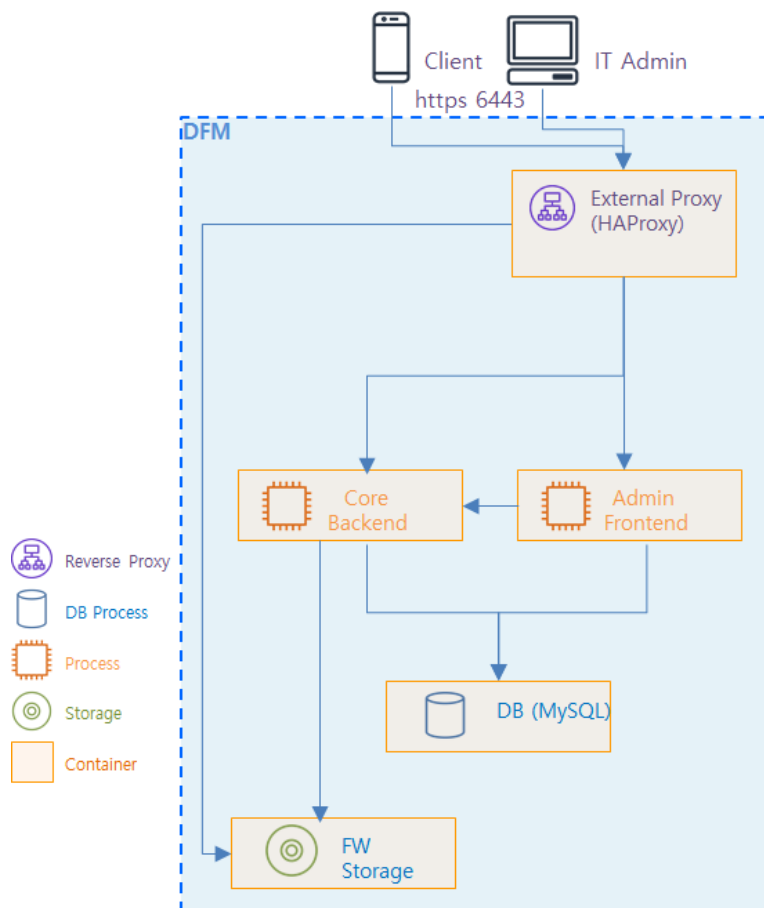 Client
IT Admin
https 6443
DFM
External Proxy
(HAProxy)
Core
Backend
Admin
Frontend
Reverse Proxy
DB Process
Process
Storage
Container
DB (MySQL)
FW
Storage